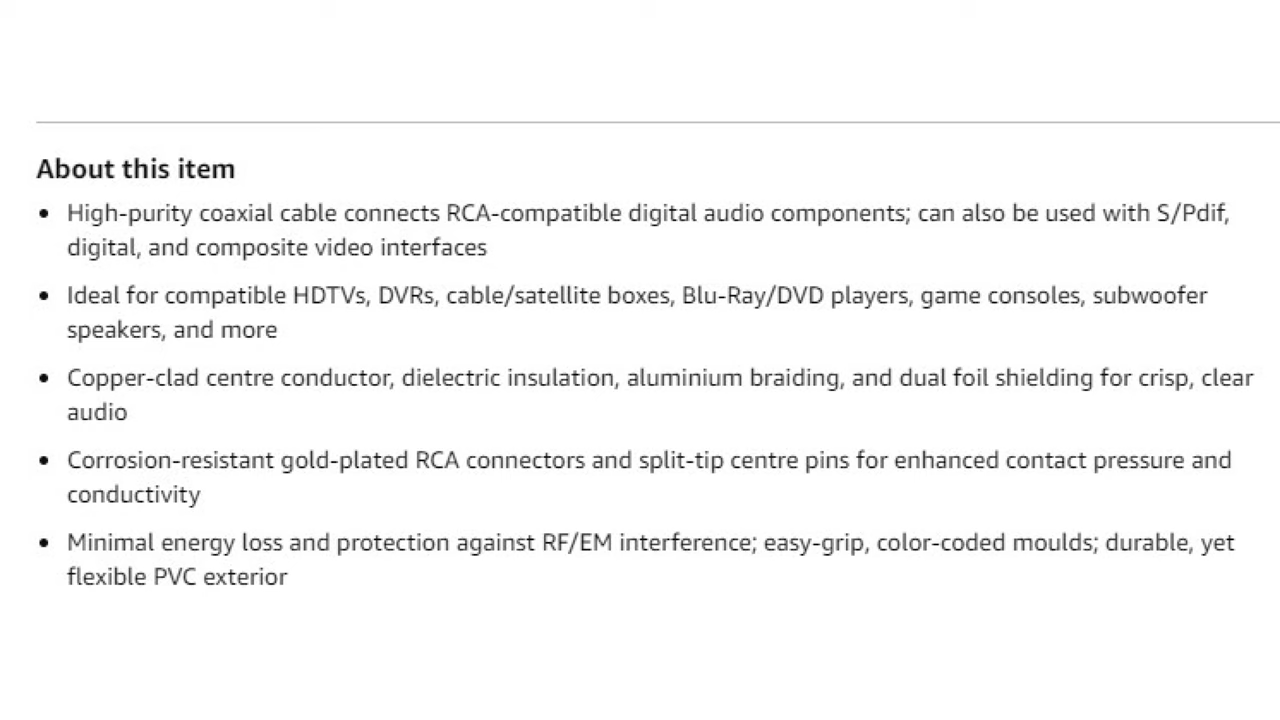 About this item
• High-purity coaxial cable connects RCA-compatible digital audio components; can also be used with S/Pdif,
digital, and composite video interfaces
• Ideal for compatible HDTVs, DVRs, cable/satellite boxes, Blu-Ray/DVD players, game consoles, subwoofer
speakers, and more
• Copper-clad centre conductor, dielectric insulation, aluminium braiding, and dual foil shielding for crisp, clear
audio
• Corrosion-resistant gold-plated RCA connectors and split-tip centre pins for enhanced contact pressure and
conductivity
• Minimal energy loss and protection against RF/EM interference; easy-grip, color-coded moulds; durable, yet
flexible PVC exterior